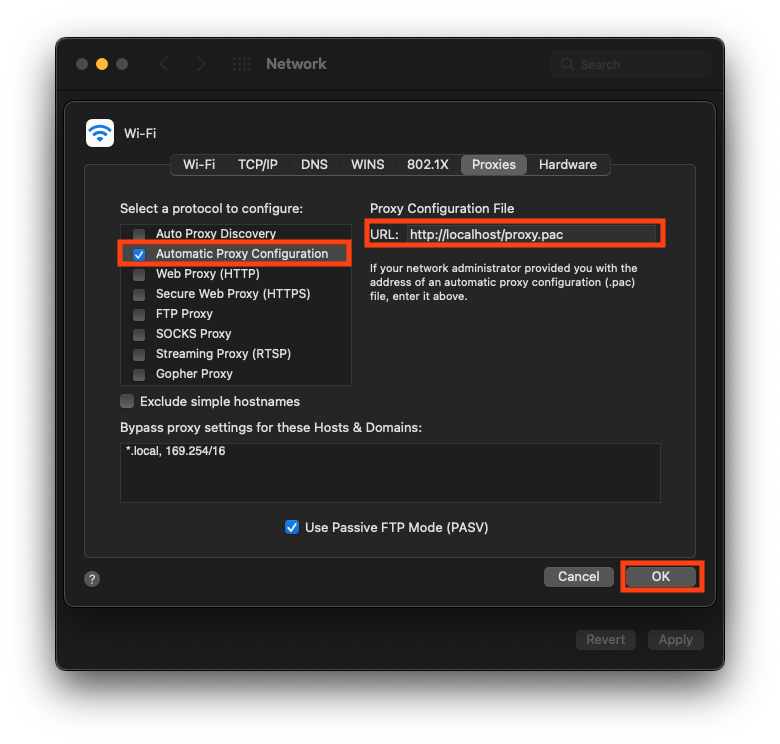 Network
Search
Wi-Fi
Wi-Fi TCP/IP DNS WINS 802.1X Proxies Hardware
Select a protocol to configure:
Auto Proxy Discovery
Automatic Proxy Configuration
Web Proxy (HTTP)
Secure Web Proxy (HTTPS)
FTP Proxy
SOCKS Proxy
Streaming Proxy (RTSP)
Gopher Proxy
Proxy Configuration File
URL: http://localhost/proxy.pac
If your network administrator provided you with the
address of an automatic proxy configuration (.pac)
file, enter it above.
Exclude simple hostnames
Bypass proxy settings for these Hosts & Domains:
*.local, 169.254/16
Use Passive FTP Mode (PASV)
?
Cancel OK
Revert Apply